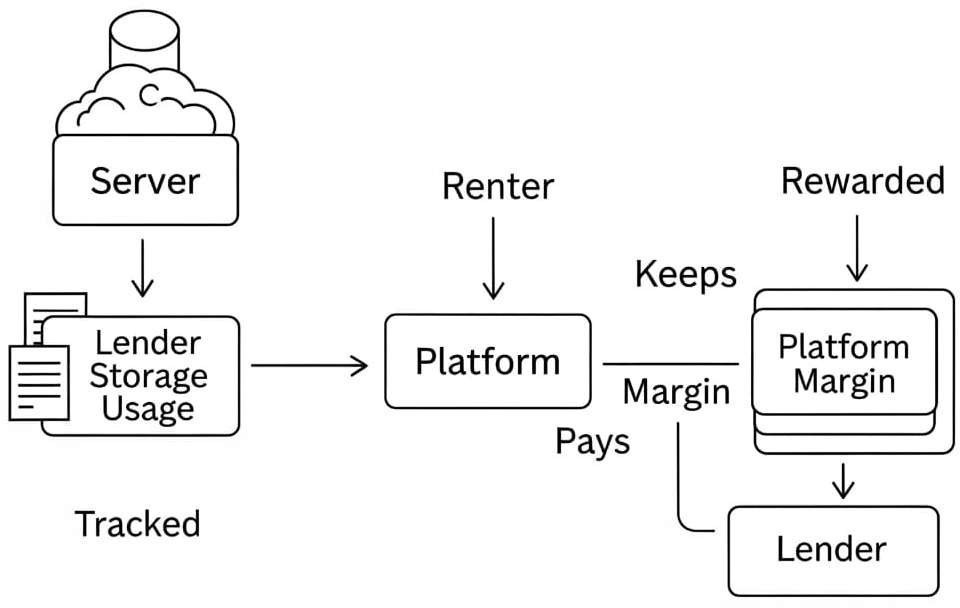 C
Server
Renter
Rewarded
Keeps
Lender
Storage
Usage
Platform
Platform
Margin
Margin
Pays
Tracked
Lender